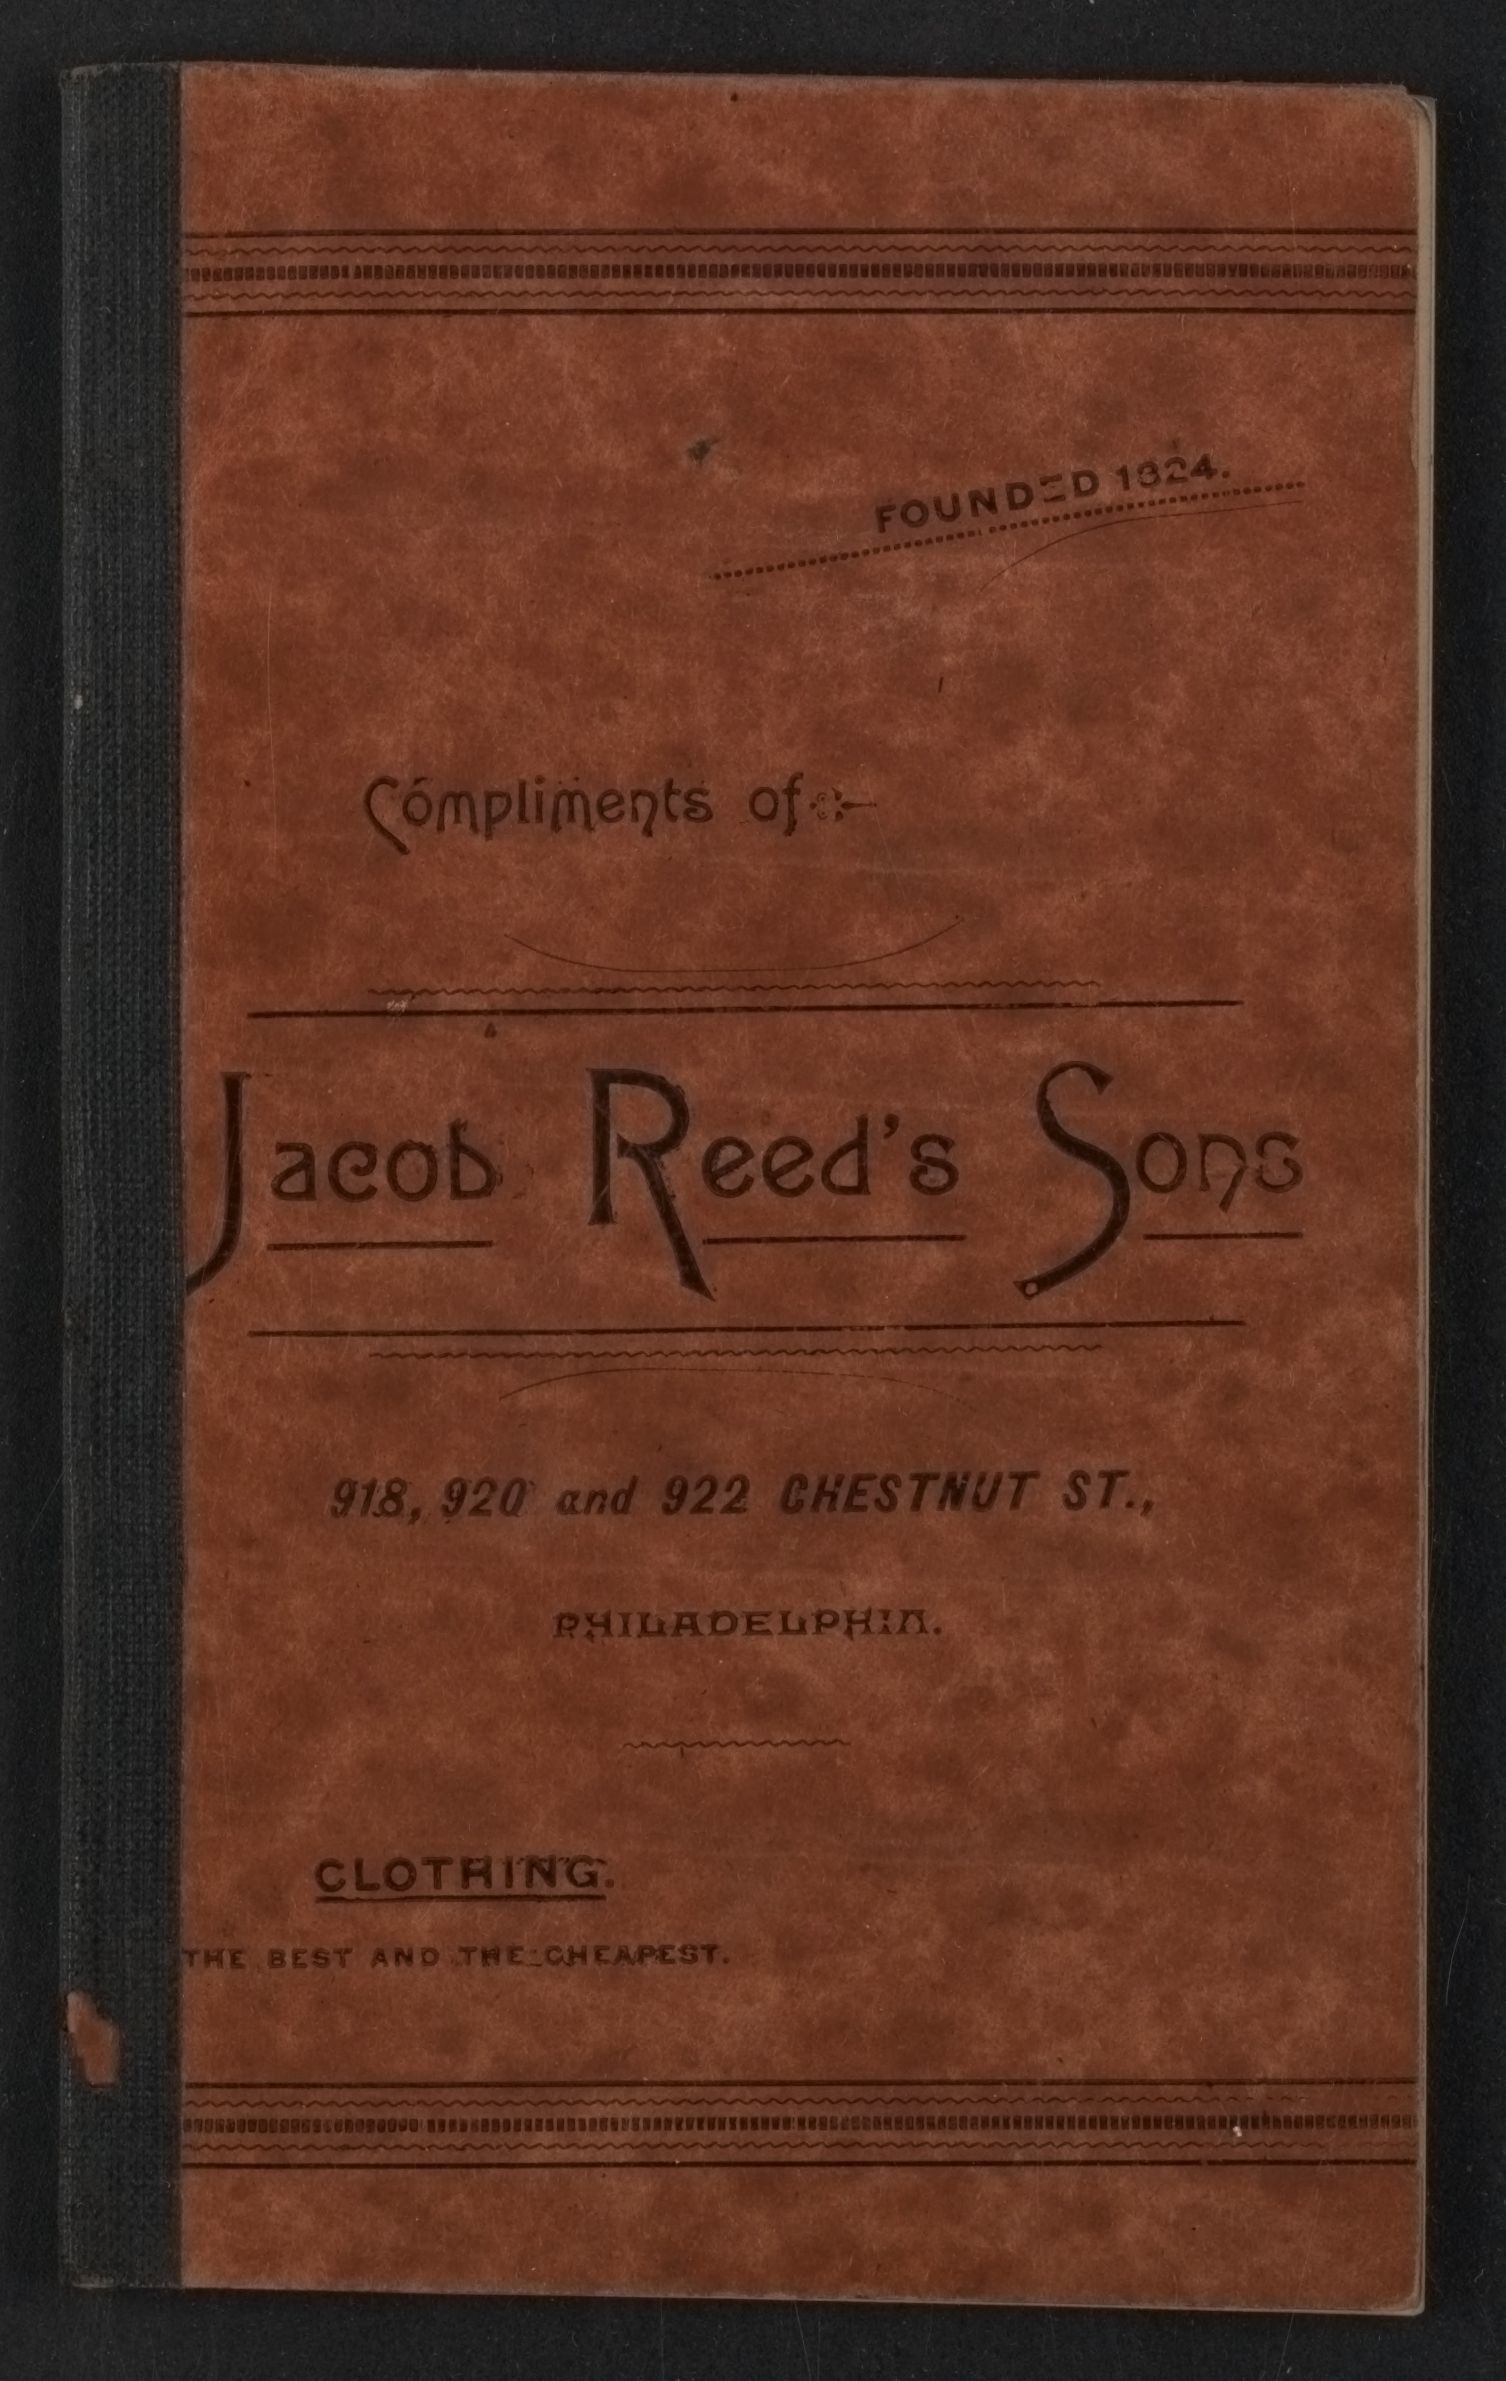 FOUNDED 1824.
Compliments of
Jacob Reed's Sons
918, 920 and 922 CHESTNUT ST.,
PHILADELPHIA.
CLOTHING.
THE BEST AND THE CHEAPEST.